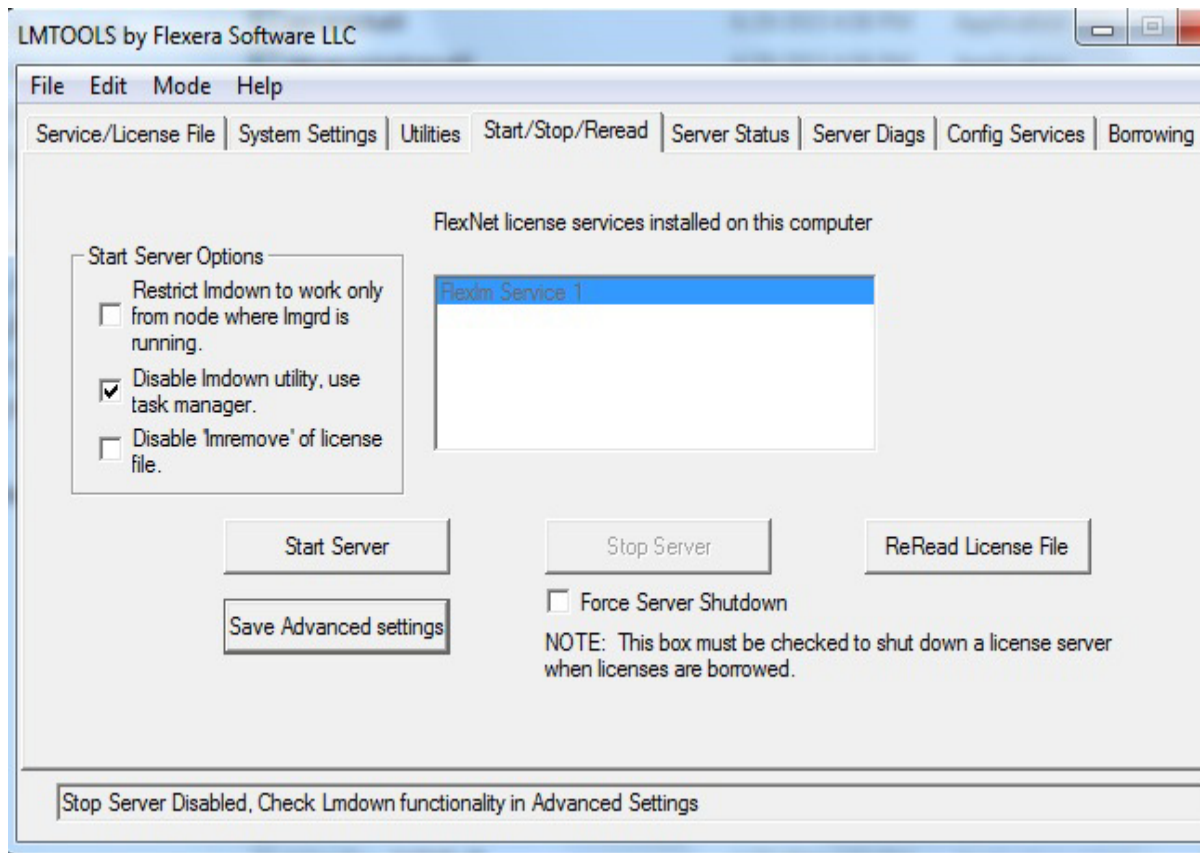 LMTOOLS by Flexera Software LLC
File Edit Mode Help
Service/License File System Settings Utilities Start/Stop/Reread Server Status Server Diags Config Services Borrowing
FlexNet license services installed on this computer
Start Server Options
Restrict lmdown to work only
from node where lmgrd is
running.
Disable lmdown utility, use
task manager.
Disable 'lmremove' of license
file.
Flexlm Service 1
Start Server Stop Server ReRead License File
Save Advanced settings
Force Server Shutdown
NOTE: This box must be checked to shut down a license server
when licenses are borrowed.
Stop Server Disabled, Check Lmdown functionality in Advanced Settings